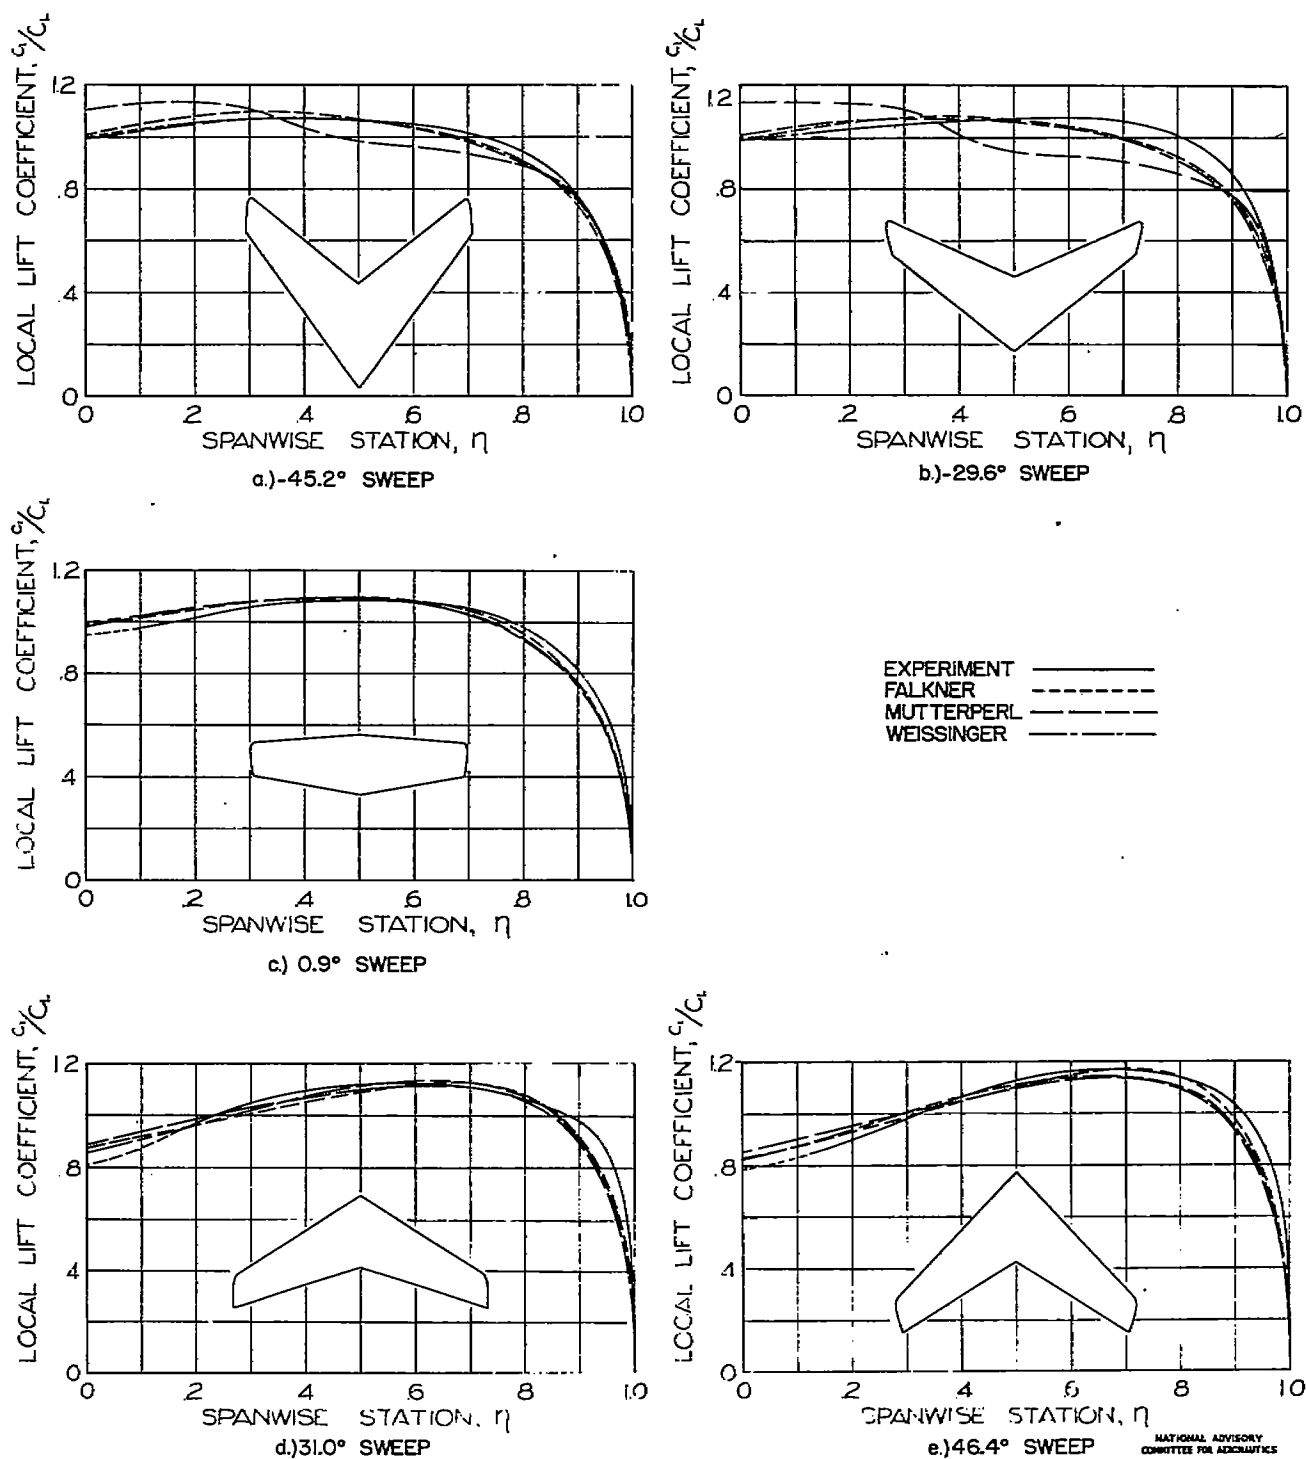 LOCAL LIFT COEFFICIENT, Cl/CL
1.2
.8
.4
0
0 .2 .4 .6 .8 1.0
SPANWISE STATION, η
a.)-45.2° SWEEP
LOCAL LIFT COEFFICIENT, Cl/CL
1.2
.8
.4
0
0 .2 .4 .6 .8 1.0
SPANWISE STATION, η
b.)-29.6° SWEEP
LOCAL LIFT COEFFICIENT, Cl/CL
1.2
.8
.4
0
0 .2 .4 .6 .8 1.0
SPANWISE STATION, η
c.) 0.9° SWEEP
EXPERIMENT
FALKNER
MUTTERPERL
WEISSINGER
LOCAL LIFT COEFFICIENT, Cl/CL
1.2
.8
.4
0
0 .2 .4 .6 .8 1.0
SPANWISE STATION, η
d.)31.0° SWEEP
LOCAL LIFT COEFFICIENT, Cl/CL
1.2
.8
.4
0
0 .2 .4 .6 .8 1.0
SPANWISE STATION, η
e.)46.4° SWEEP
NATIONAL ADVISORY
COMMITTEE FOR AERONAUTICS